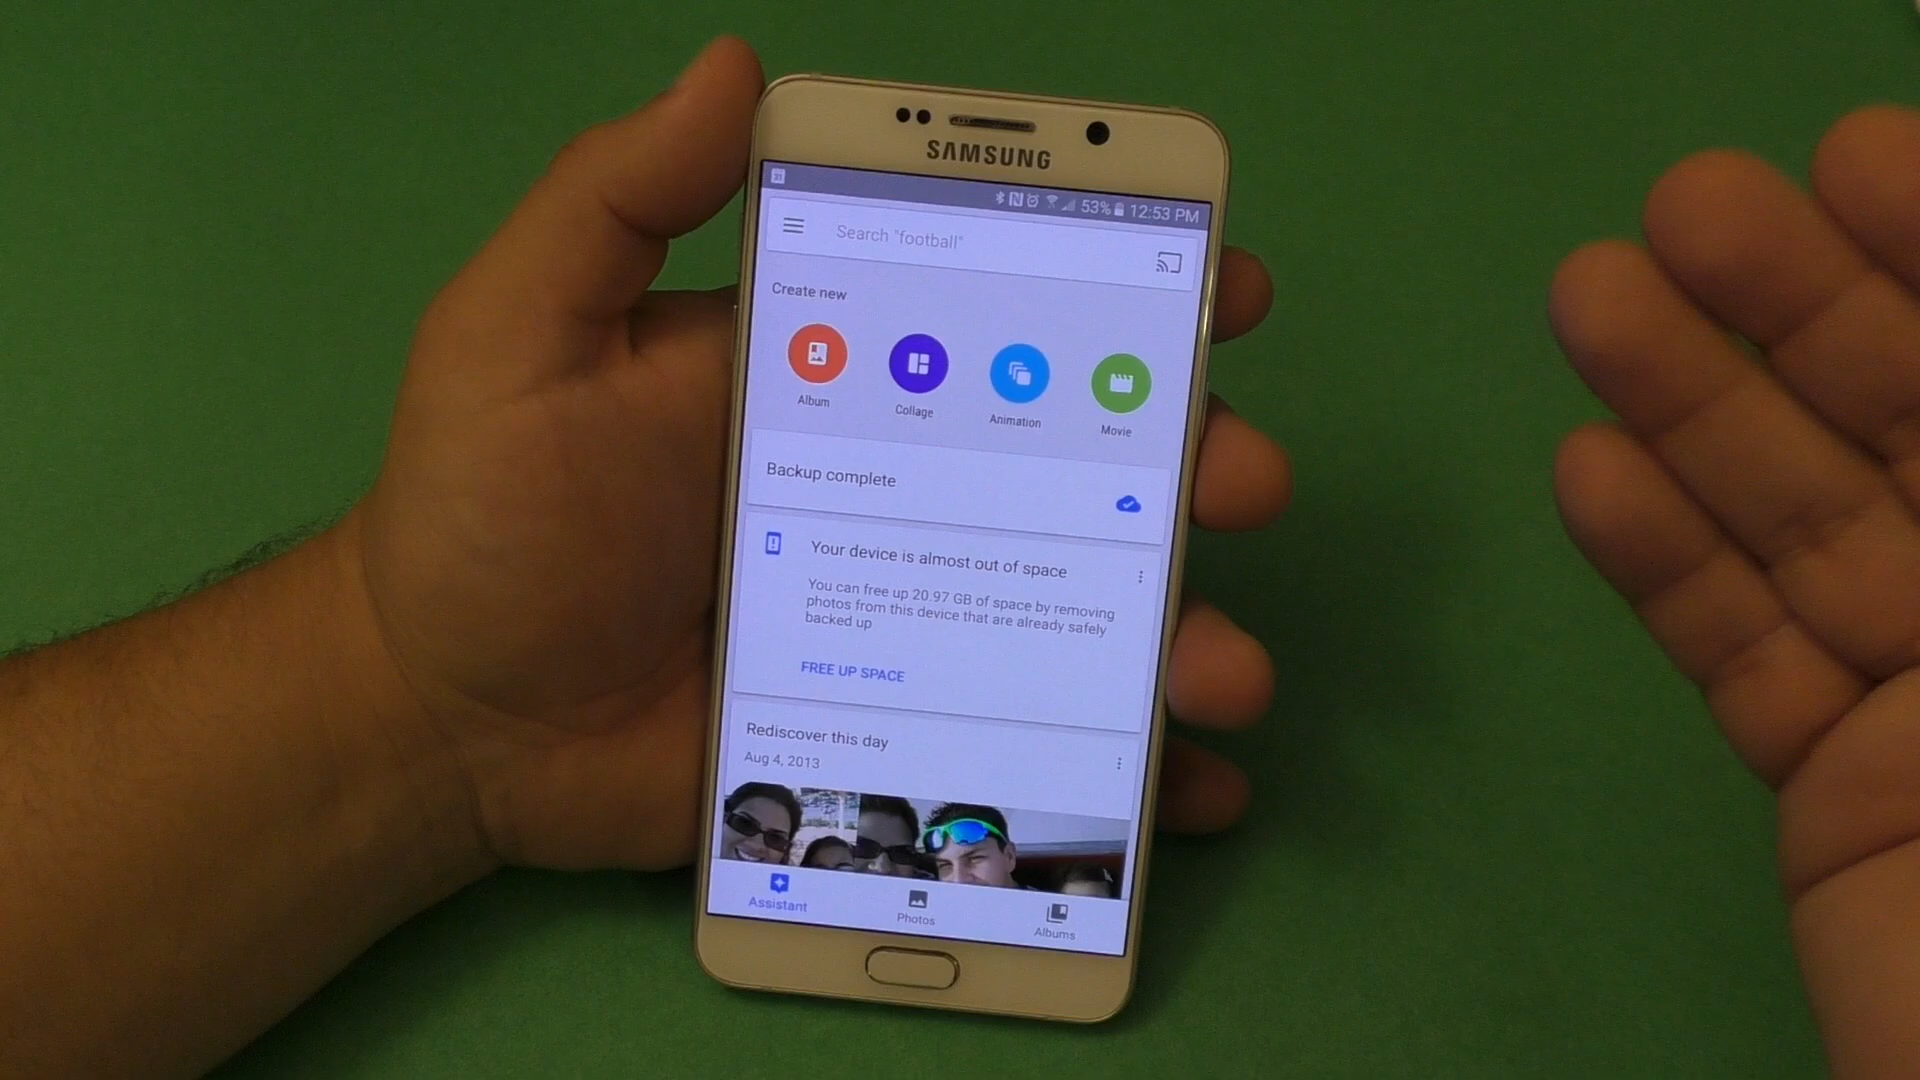 SAMSUNG
31
53% 12:53 PM
Search "football"
Create new
Album
Collage
Animation
Movie
Backup complete
Your device is almost out of space
You can free up 20.97 GB of space by removing
photos from this device that are already safely
backed up
FREE UP SPACE
Rediscover this day
Aug 4, 2013
Assistant
Photos
Albums